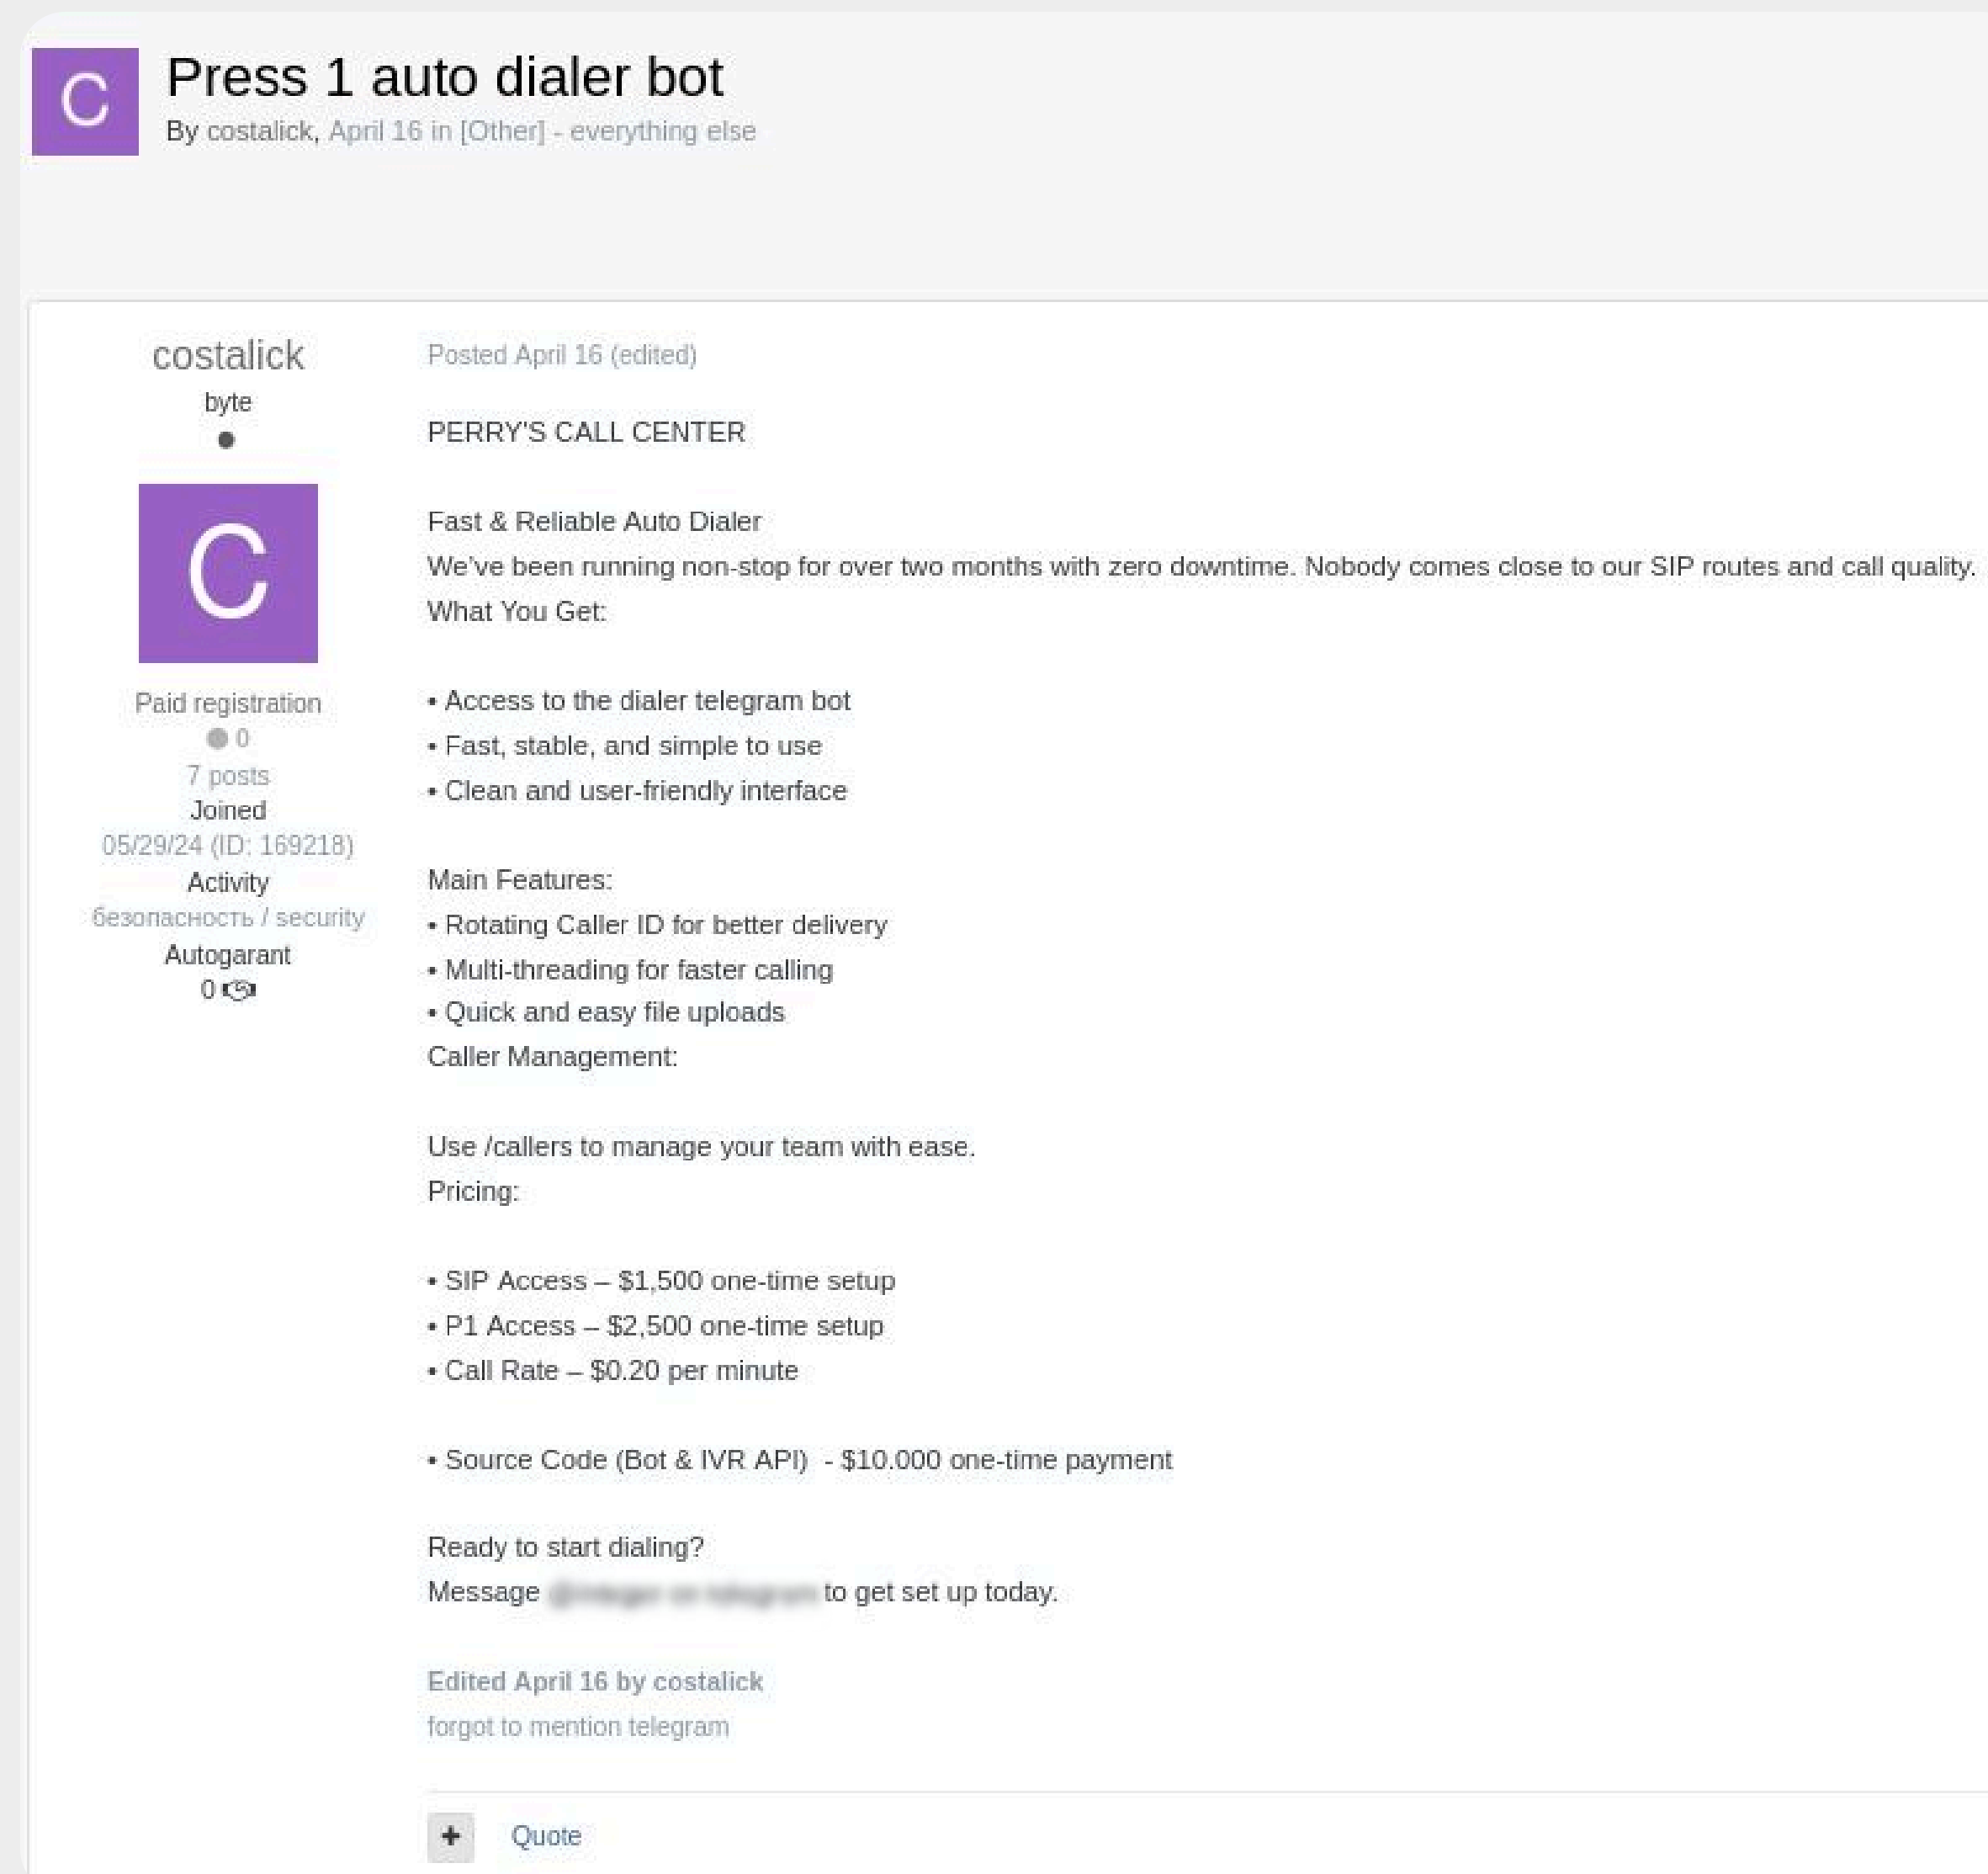 C
Press 1 auto dialer bot
By costalick, April 16 in [Other] - everything else
costalick
byte
C
Paid registration
0
7 posts
Joined
05/29/24 (ID: 169218)
Activity
безопасность / security
Autogarant
0
Posted April 16 (edited)
PERRY'S CALL CENTER
Fast & Reliable Auto Dialer
We've been running non-stop for over two months with zero downtime. Nobody comes close to our SIP routes and call quality.
What You Get:
• Access to the dialer telegram bot
• Fast, stable, and simple to use
• Clean and user-friendly interface
Main Features:
• Rotating Caller ID for better delivery
• Multi-threading for faster calling
• Quick and easy file uploads
Caller Management:
Use /callers to manage your team with ease.
Pricing:
• SIP Access – $1,500 one-time setup
• P1 Access – $2,500 one-time setup
• Call Rate – $0.20 per minute
• Source Code (Bot & IVR API)  - $10.000 one-time payment
Ready to start dialing?
Message to get set up today.
Edited April 16 by costalick
forgot to mention telegram
+ Quote